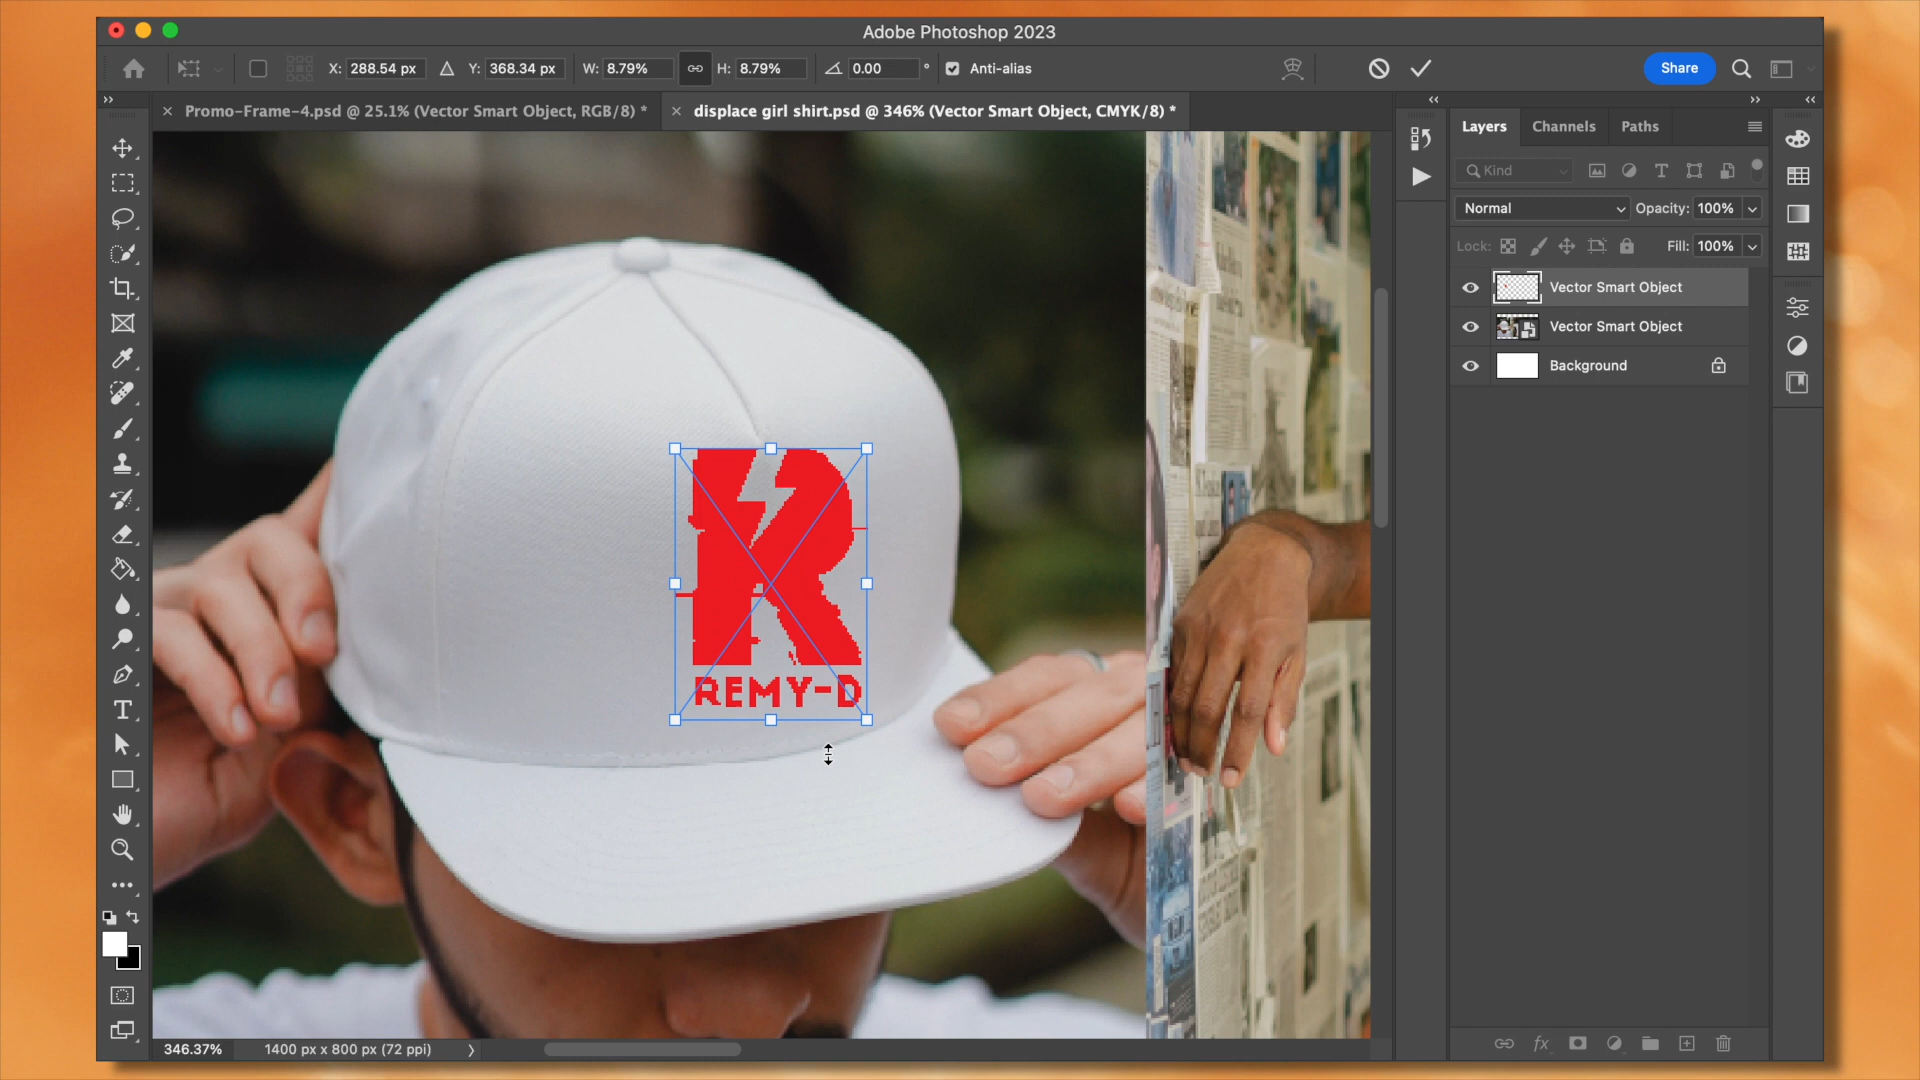 Adobe Photoshop 2023
X: 288.54 px Y: 368.34 px W: 8.79% H: 8.79% 0.00 ° Anti-alias Share
Promo-Frame-4.psd @ 25.1% (Vector Smart Object, RGB/8) *
displace girl shirt.psd @ 346% (Vector Smart Object, CMYK/8) *
Layers Channels Paths
Kind
Normal Opacity: 100%
Lock: Fill: 100%
Vector Smart Object
Vector Smart Object
Background
R
REMY-D
346.37% 1400 px x 800 px (72 ppi)